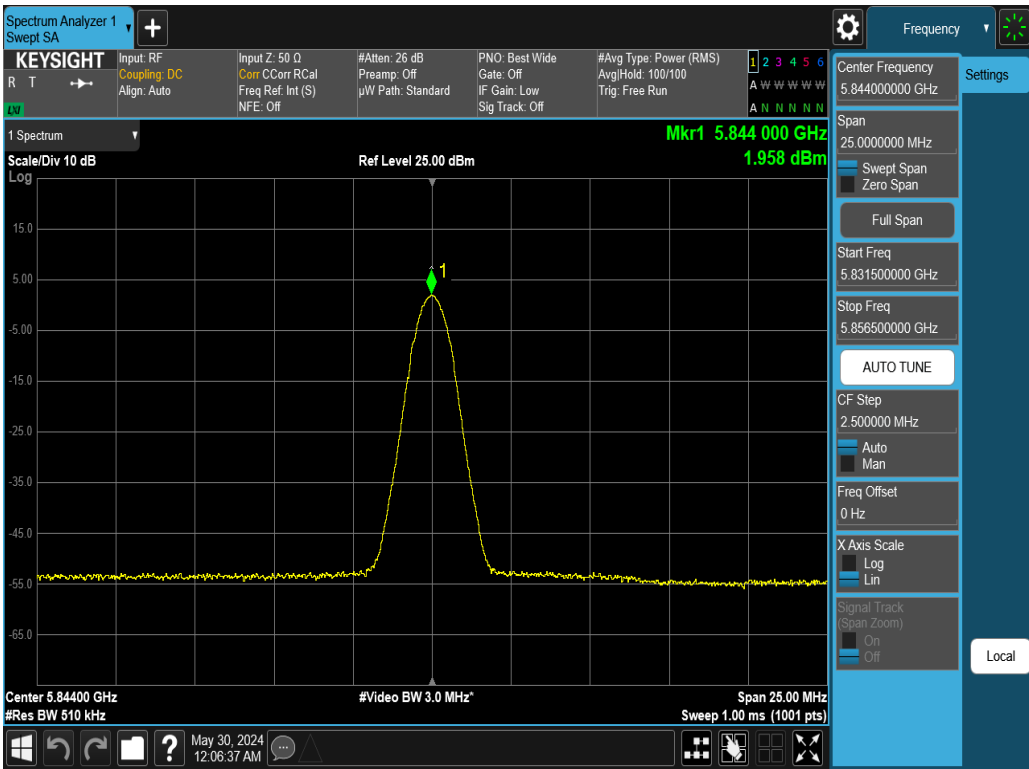 Spectrum Analyzer 1
Swept SA
+
Frequency
KEYSIGHT
R T
LXI
Input: RF
Coupling: DC
Align: Auto
Input Z: 50 Ω
Corr CCorr RCal
Freq Ref: Int (S)
NFE: Off
#Atten: 26 dB
Preamp: Off
µW Path: Standard
PNO: Best Wide
Gate: Off
IF Gain: Low
Sig Track: Off
#Avg Type: Power (RMS)
Avg|Hold: 100/100
Trig: Free Run
1 2 3 4 5 6
A W W W W W
A N N N N N
1 Spectrum
Scale/Div 10 dB
Log
Ref Level 25.00 dBm
Mkr1 5.844 000 GHz
1.958 dBm
15.0
5.00
-5.00
-15.0
-25.0
-35.0
-45.0
-55.0
-65.0
1
Center 5.84400 GHz
#Res BW 510 kHz
#Video BW 3.0 MHz*
Span 25.00 MHz
Sweep 1.00 ms (1001 pts)
Center Frequency
5.844000000 GHz
Span
25.0000000 MHz
Swept Span
Zero Span
Full Span
Start Freq
5.831500000 GHz
Stop Freq
5.856500000 GHz
AUTO TUNE
CF Step
2.500000 MHz
Auto
Man
Freq Offset
0 Hz
X Axis Scale
Log
Lin
Signal Track
(Span Zoom)
On
Off
Settings
Local
?
May 30, 2024
12:06:37 AM